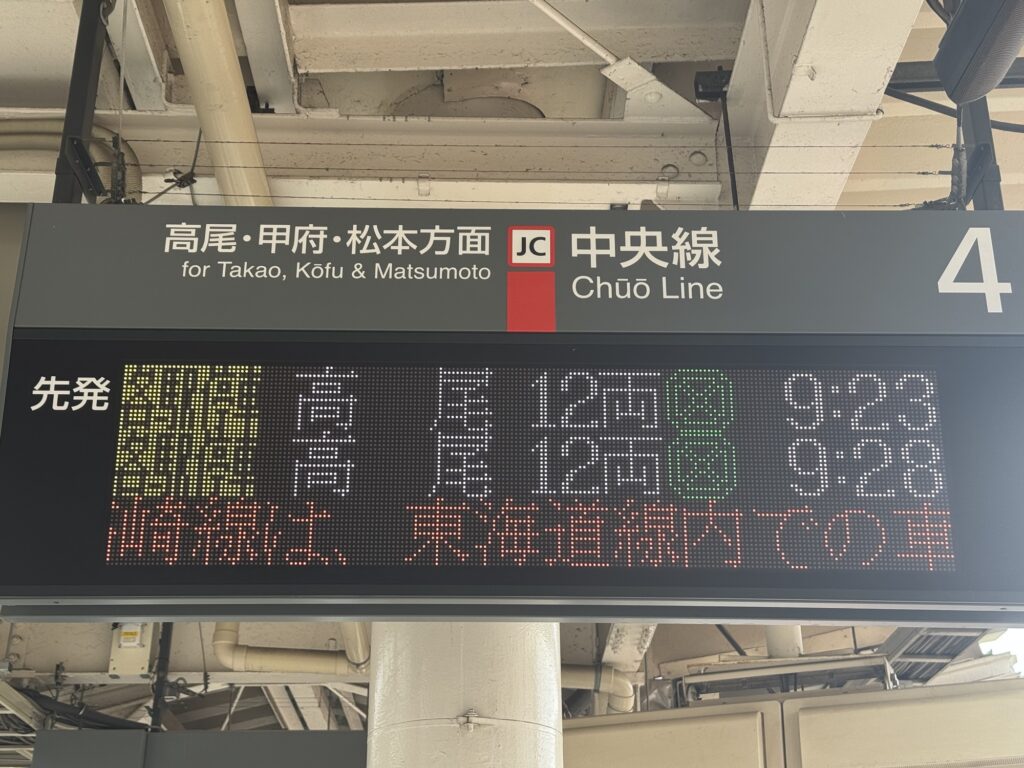 高尾・甲府・松本方面
for Takao, Kōfu & Matsumoto
JC
中央線
Chūō Line
4
先発
高尾 12両 9:23
高尾 12両 9:28
崎線は、 東海道線内での車